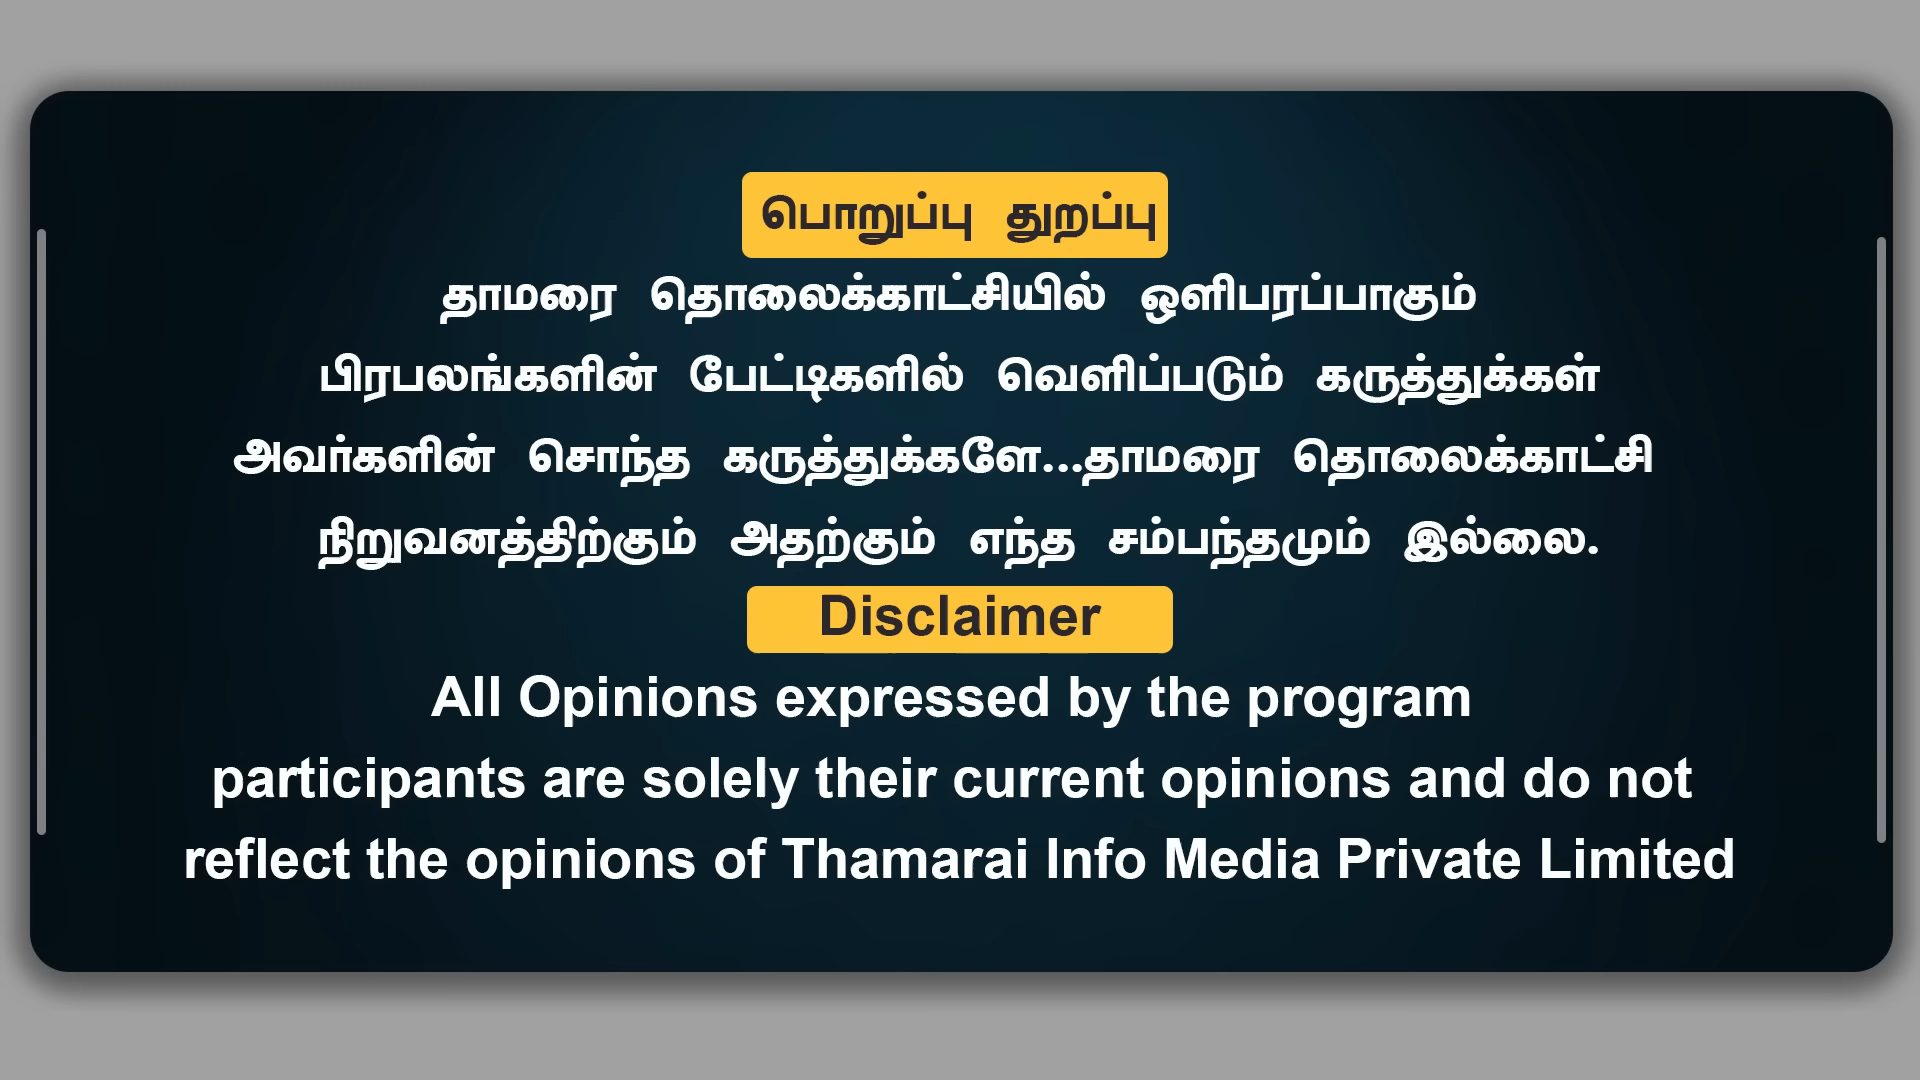 பொறுப்பு துறப்பு
தாமரை தொலைக்காட்சியில் ஒளிபரப்பாகும்
பிரபலங்களின் பேட்டிகளில் வெளிப்படும் கருத்துக்கள்
அவர்களின் சொந்த கருத்துக்களே...தாமரை தொலைக்காட்சி
நிறுவனத்திற்கும் அதற்கும் எந்த சம்பந்தமும் இல்லை.
Disclaimer
All Opinions expressed by the program
participants are solely their current opinions and do not
reflect the opinions of Thamarai Info Media Private Limited